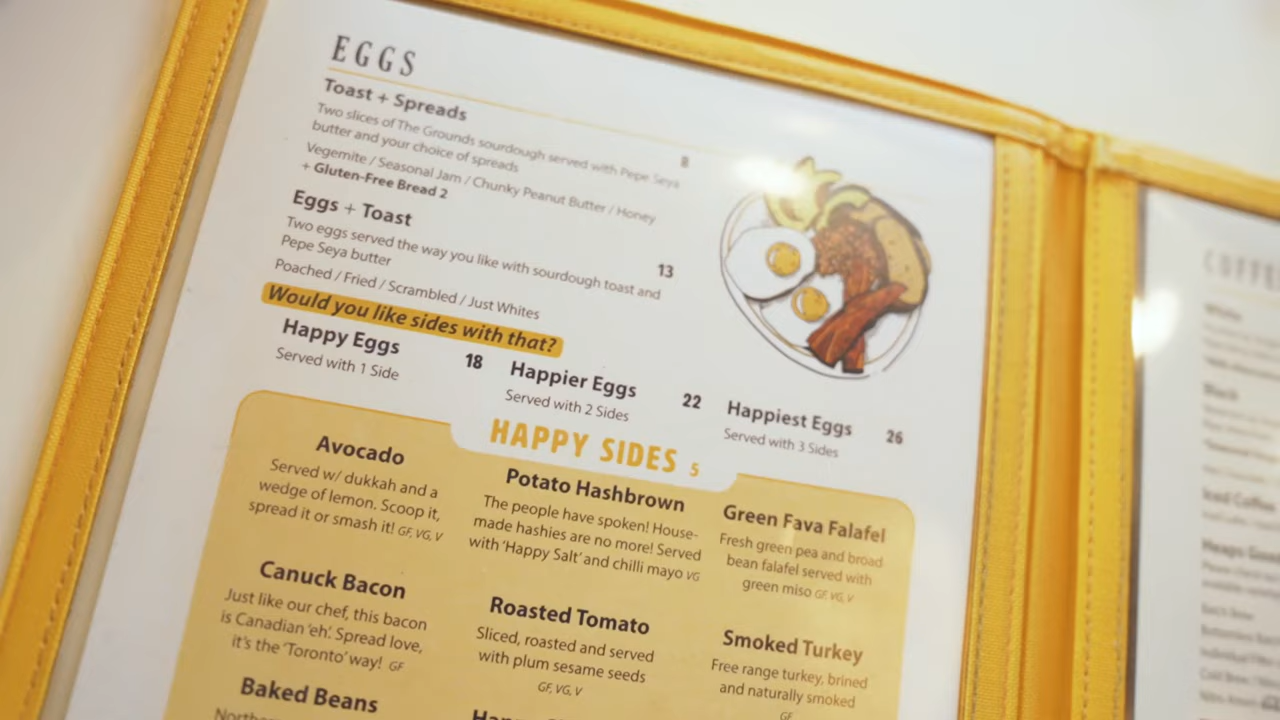 EGGS
Toast + Spreads
8
Two slices of The Grounds sourdough served with Pepe Saya
butter and your choice of spreads
Vegemite / Seasonal Jam / Chunky Peanut Butter / Honey
+ Gluten-Free Bread 2
Eggs + Toast
13
Two eggs served the way you like with sourdough toast and
Pepe Seya butter
Poached / Fried / Scrambled / Just Whites
Would you like sides with that?
Happy Eggs 18
Served with 1 Side
Happier Eggs 22
Served with 2 Sides
Happiest Eggs 26
Served with 3 Sides
HAPPY SIDES 5
Avocado
Served w/ dukkah and a
wedge of lemon. Scoop it,
spread it or smash it! GF, VG, V
Potato Hashbrown
The people have spoken! House-
made hashies are no more! Served
with 'Happy Salt' and chilli mayo VG
Green Fava Falafel
Fresh green pea and broad
bean falafel served with
green miso GF, VG, V
Canuck Bacon
Just like our chef, this bacon
is Canadian 'eh'. Spread love,
it's the 'Toronto' way! GF
Roasted Tomato
Sliced, roasted and served
with plum sesame seeds
GF, VG, V
Smoked Turkey
Free range turkey, brined
and naturally smoked
GF
Baked Beans
COFFE
White
Black
Iced Coffee